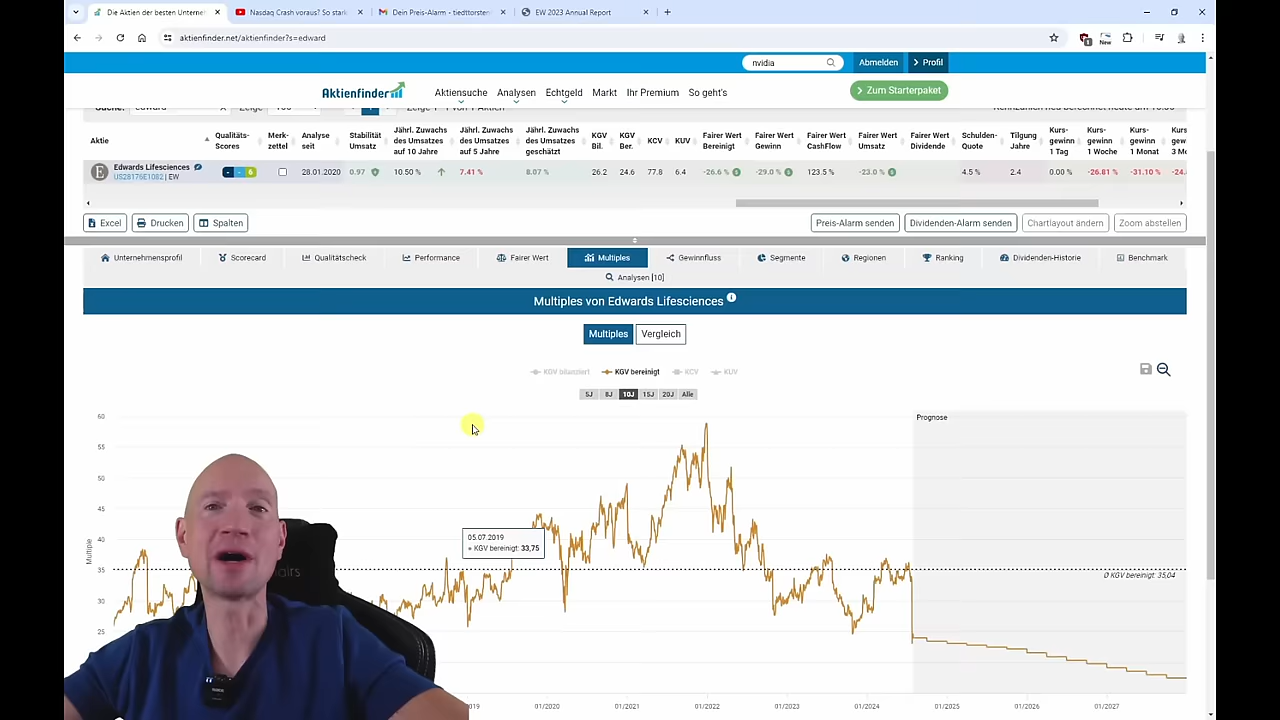 Die Aktien der besten Unterneh
Nasdaq Crash voraus? So stark
Dein Preis-Alarm - tiedttorsten
EW 2023 Annual Report
aktienfinder.net/aktienfinder?s=edward
New
nvidia
Abmelden
Profil
Aktienfinder
Aktiensuche
Analysen
Echtgeld
Markt
Ihr Premium
So geht's
Zum Starterpaket
Aktie
Qualitäts-Scores
Merk-zettel
Analyse seit
Stabilität Umsatz
Jährl. Zuwachs des Umsatzes auf 10 Jahre
Jährl. Zuwachs des Umsatzes auf 5 Jahre
Jährl. Zuwachs des Umsatzes geschätzt
KGV Bil.
KGV Ber.
KCV
KUV
Fairer Wert Bereinigt
Fairer Wert Gewinn
Fairer Wert CashFlow
Fairer Wert Umsatz
Fairer Wert Dividende
Schulden-Quote
Tilgung Jahre
Kurs-gewinn 1 Tag
Kurs-gewinn 1 Woche
Kurs-gewinn 1 Monat
Edwards Lifesciences
US28176E1082 | EW
6
28.01.2020
0.97
10.50 %
7.41 %
8.07 %
26.2
24.6
77.8
6.4
-26.6 %
-29.0 %
123.5 %
-23.0 %
4.5 %
2.4
0.00 %
-26.81 %
-31.10 %
Excel
Drucken
Spalten
Preis-Alarm senden
Dividenden-Alarm senden
Chartlayout ändern
Zoom abstellen
Unternehmensprofil
Scorecard
Qualitätscheck
Performance
Fairer Wert
Multiples
Gewinnfluss
Segmente
Regionen
Ranking
Dividenden-Historie
Benchmark
Analysen [10]
Multiples von Edwards Lifesciences
Multiples
Vergleich
KGV bilanziert
KGV bereinigt
KCV
KUV
5J
8J
10J
15J
20J
Alle
Prognose
60
55
50
45
40
35
30
25
Multiple
05.07.2019
KGV bereinigt: 33,75
Ø KGV bereinigt: 35,04
2019
01/2020
01/2021
01/2022
01/2023
01/2024
01/2025
01/2026
01/2027